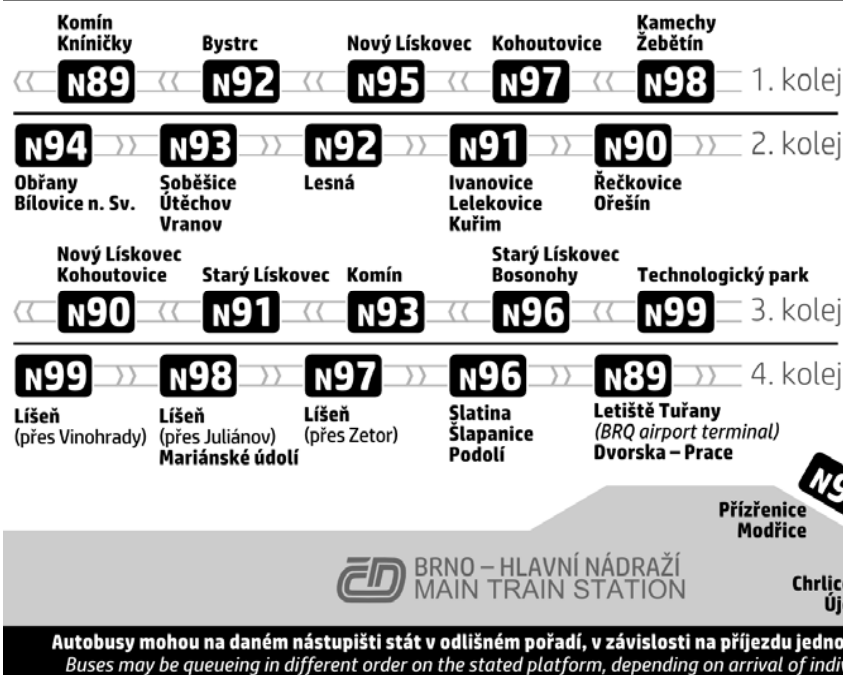 Komín
Kníničky
Bystrc
Nový Lískovec
Kohoutovice
Kamechy
Žebětín
N89
N92
N95
N97
N98
1. kolej
N94
N93
N92
N91
N90
2. kolej
Obřany
Bílovice n. Sv.
Soběšice
Útěchov
Vranov
Lesná
Ivanovice
Lelekovice
Kuřim
Řečkovice
Ořešín
Nový Lískovec
Kohoutovice
Starý Lískovec
Komín
Starý Lískovec
Bosonohy
Technologický park
N90
N91
N93
N96
N99
3. kolej
N99
N98
N97
N96
N89
4. kolej
Líšeň
(přes Vinohrady)
Líšeň
(přes Juliánov)
Mariánské údolí
Líšeň
(přes Zetor)
Slatina
Šlapanice
Podolí
Letiště Tuřany
(BRQ airport terminal)
Dvorska – Prace
Přízřenice
Modřice
ČD BRNO – HLAVNÍ NÁDRAŽÍ
MAIN TRAIN STATION
Autobusy mohou na daném nástupišti stát v odlišném pořadí, v závislosti na příjezdu
Buses may be queueing in different order on the stated platform, depending on arrival of